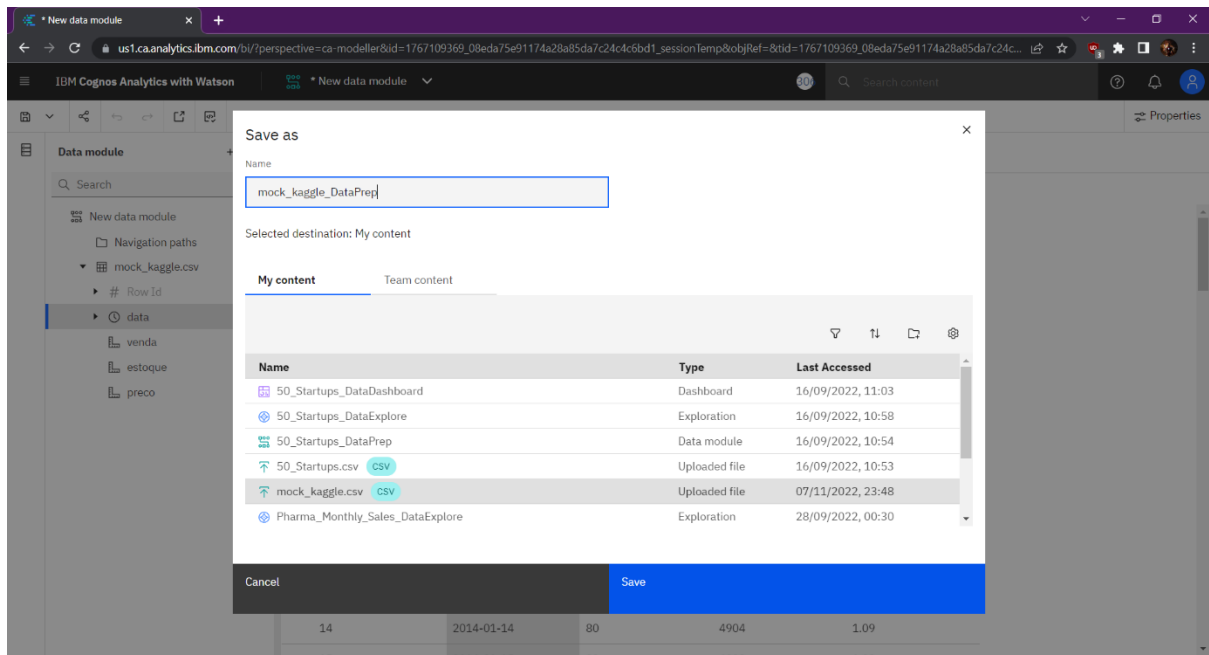 * New data module
us1.ca.analytics.ibm.com/bi/?perspective=ca-modeller&id=1767109369_08eda75e91174a28a85da7c24c4c6bd1_sessionTemp&objRef=&tid=1767109369_08eda75e91174a28a85da7c24c...
3
IBM Cognos Analytics with Watson
* New data module
Search content
Properties
Data module
Search
New data module
Navigation paths
mock_kaggle.csv
# Row Id
data
venda
estoque
preco
Save as
Name
mock_kaggle_DataPrep
Selected destination: My content
My content Team content
Name Type Last Accessed
50_Startups_DataDashboard Dashboard 16/09/2022, 11:03
50_Startups_DataExplore Exploration 16/09/2022, 10:58
50_Startups_DataPrep Data module 16/09/2022, 10:54
50_Startups.csv CSV Uploaded file 16/09/2022, 10:53
mock_kaggle.csv CSV Uploaded file 07/11/2022, 23:48
Pharma_Monthly_Sales_DataExplore Exploration 28/09/2022, 00:30
Cancel Save
14 2014-01-14 80 4904 1.09